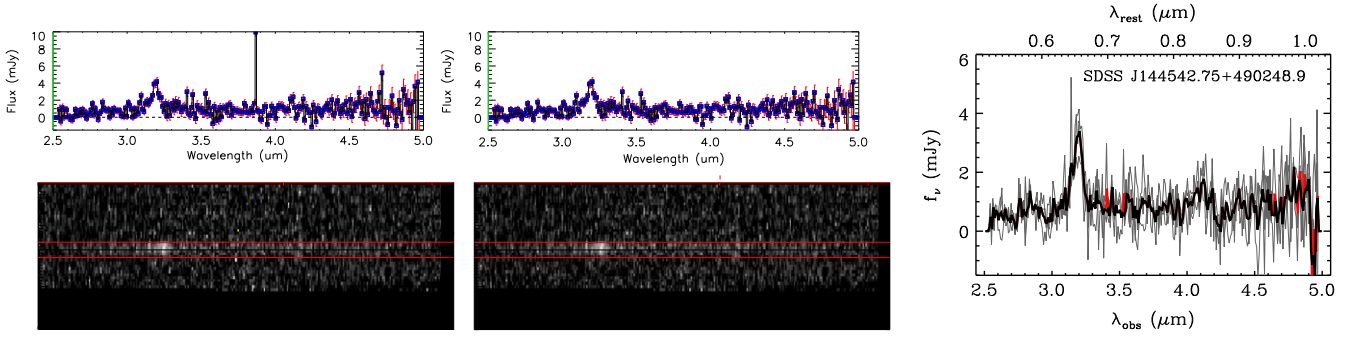 10
8
6
4
2
0
Flux (mJy)
2.5 3.0 3.5 4.0 4.5 5.0
Wavelength (um)
10
8
6
4
2
0
Flux (mJy)
2.5 3.0 3.5 4.0 4.5 5.0
Wavelength (um)
λrest (μm)
0.6 0.7 0.8 0.9 1.0
SDSS J144542.75+490248.9
6
4
2
0
fν (mJy)
2.5 3.0 3.5 4.0 4.5 5.0
λobs (μm)